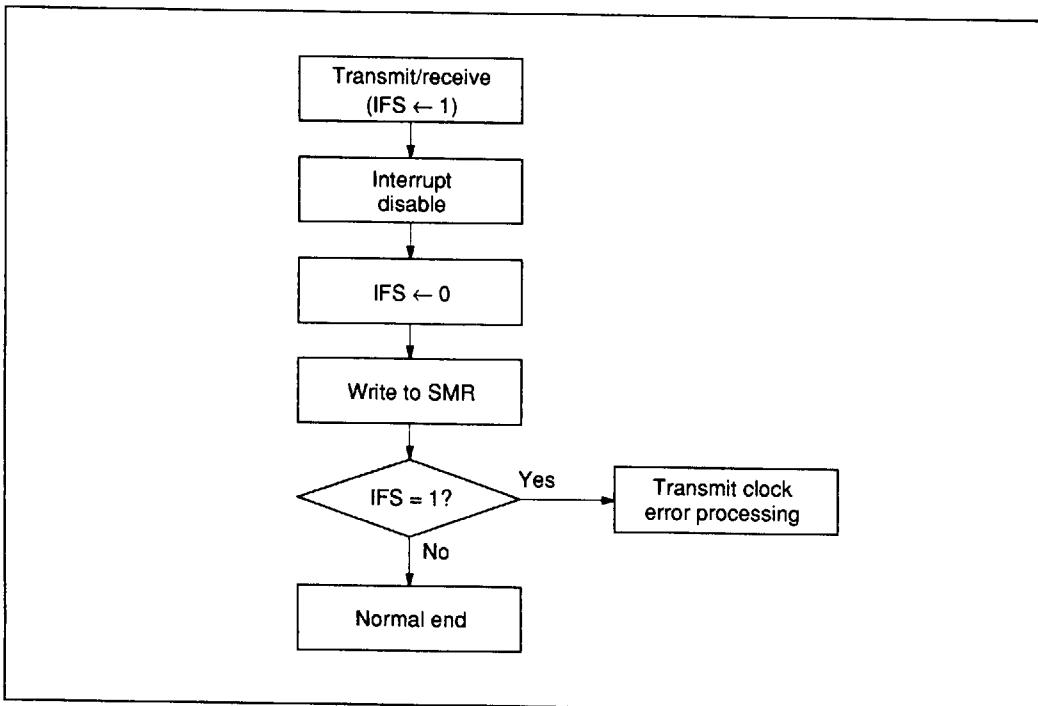 Transmit/receive
(IFS ← 1)
Interrupt
disable
IFS ← 0
Write to SMR
IFS = 1?
Yes
Transmit clock
error processing
No
Normal end